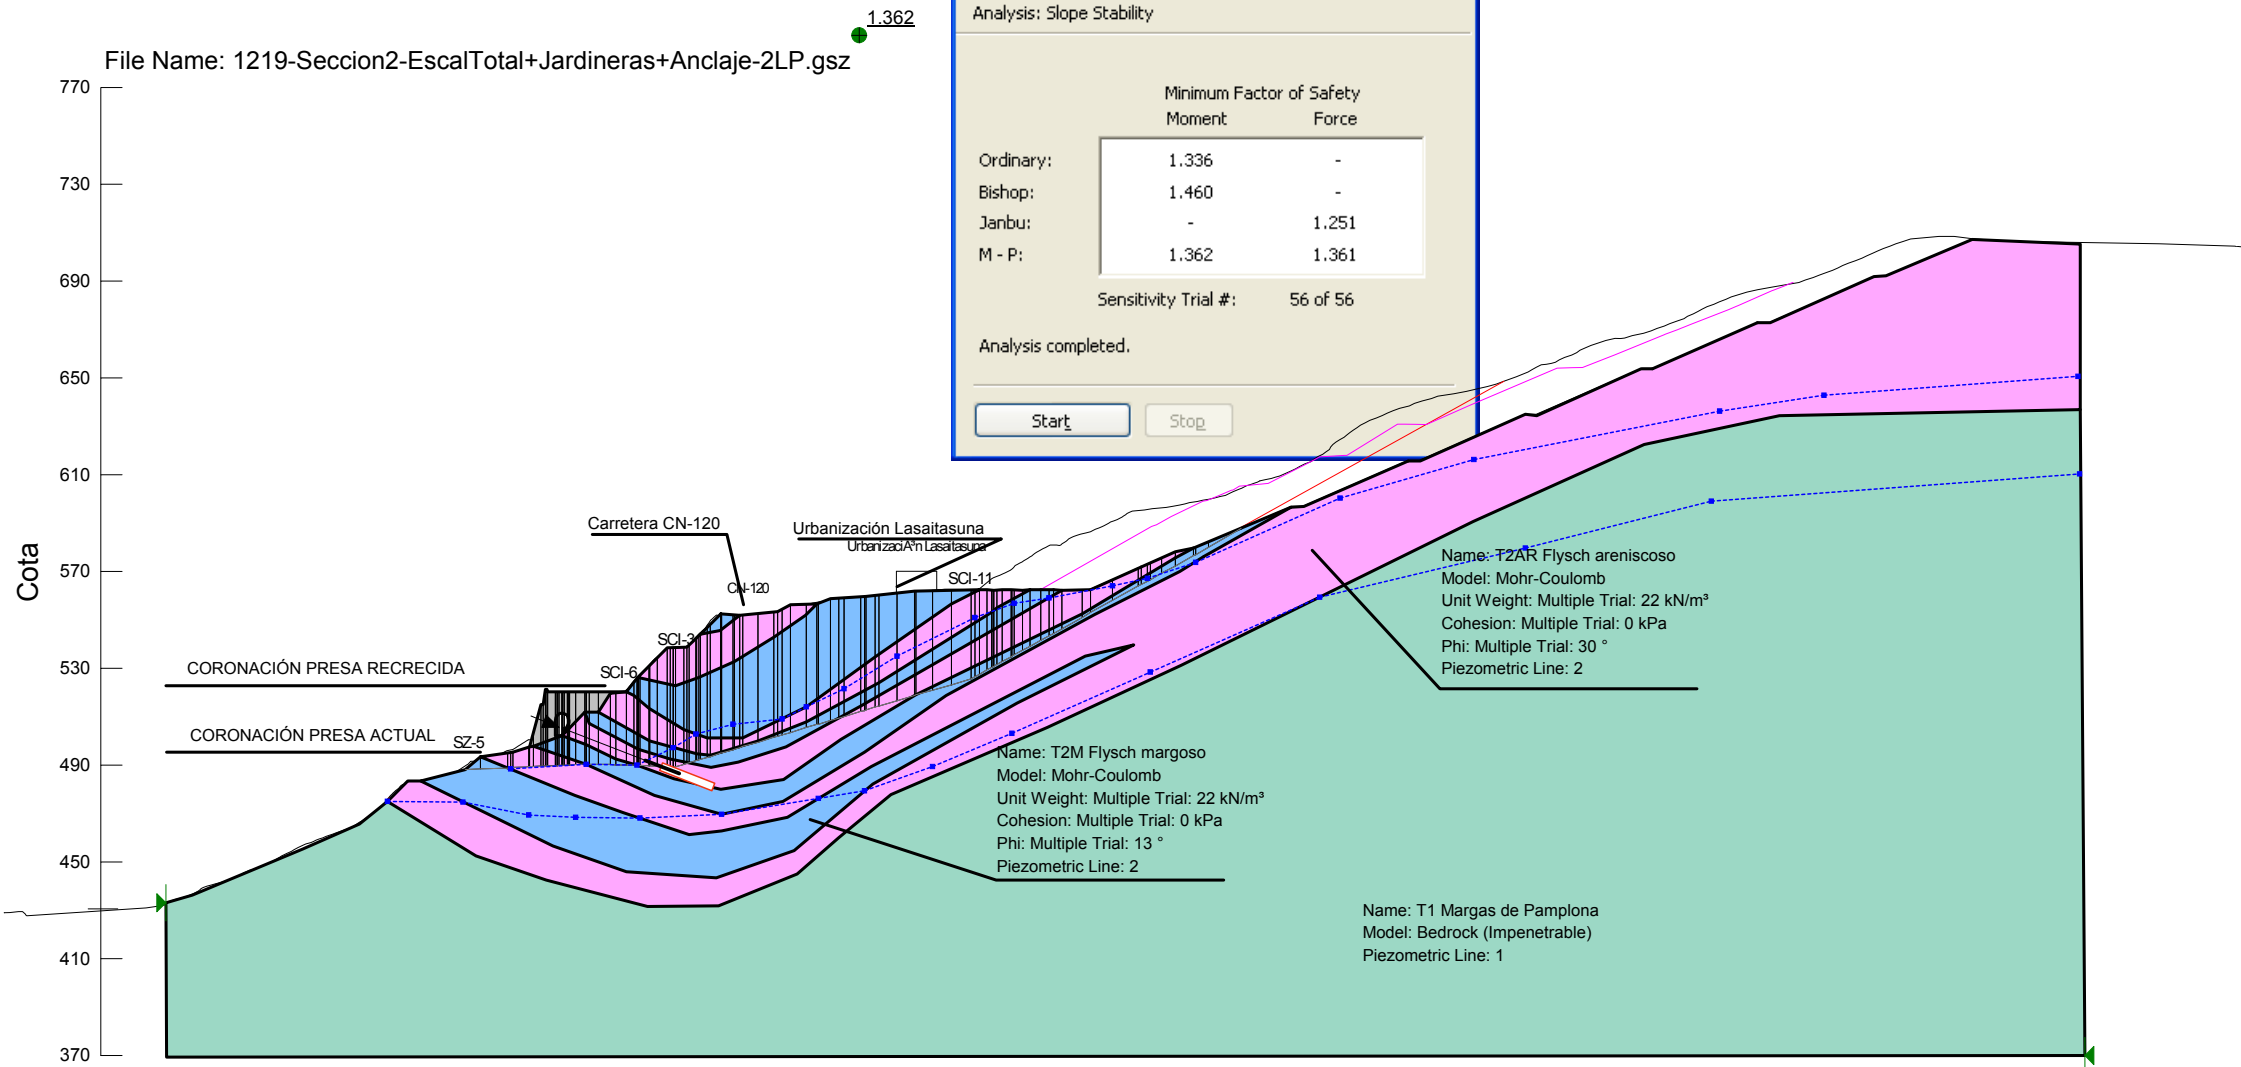 1.362
File Name: 1219-Seccion2-EscalTotal+Jardineras+Anclaje-2LP.gsz
Analysis: Slope Stability
Minimum Factor of Safety
Moment Force
Ordinary: 1.336 -
Bishop: 1.460 -
Janbu: - 1.251
M - P: 1.362 1.361
Sensitivity Trial #: 56 of 56
Analysis completed.
Start Stop
Cota
770
730
690
650
610
570
530
490
450
410
370
Carretera CN-120
Urbanización Lasaitasuna
UrbanizaciÃ³n Lasaitasuna
CN-120
SCI-11
SCI-3
SCI-6
CORONACIÓN PRESA RECRECIDA
CORONACIÓN PRESA ACTUAL
SZ-5
Name: T2AR Flysch areniscoso
Model: Mohr-Coulomb
Unit Weight: Multiple Trial: 22 kN/m³
Cohesion: Multiple Trial: 0 kPa
Phi: Multiple Trial: 30 °
Piezometric Line: 2
Name: T2M Flysch margoso
Model: Mohr-Coulomb
Unit Weight: Multiple Trial: 22 kN/m³
Cohesion: Multiple Trial: 0 kPa
Phi: Multiple Trial: 13 °
Piezometric Line: 2
Name: T1 Margas de Pamplona
Model: Bedrock (Impenetrable)
Piezometric Line: 1